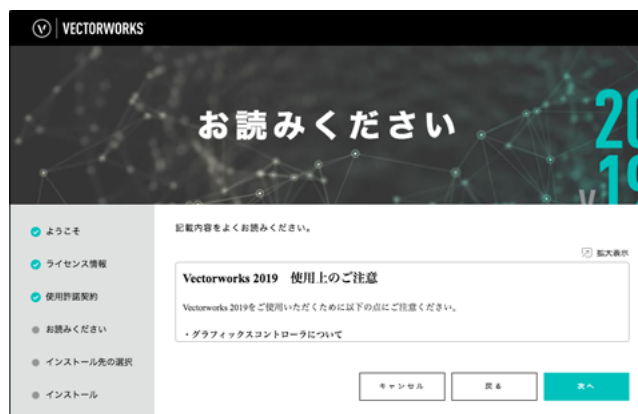 VECTORWORKS
お読みください
2019
V
ようこそ
ライセンス情報
使用許諾契約
お読みください
インストール先の選択
インストール
記載内容をよくお読みください。
拡大表示
Vectorworks 2019　使用上のご注意
Vectorworks 2019をご使用いただくために以下の点にご注意ください。
・グラフィックスコントローラについて
キャンセル
戻る
次へ